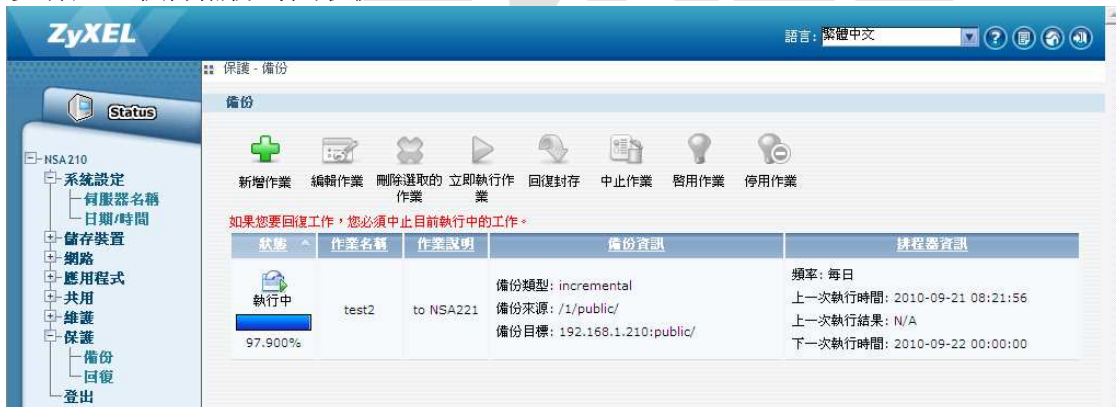 ZyXEL
語言: 繁體中文
保護 - 備份
Status
備份
新增作業
編輯作業
刪除選取的作業
立即執行作業
回復封存
中止作業
啓用作業
停用作業
如果您要回復工作，您必須中止目前執行中的工作。
NSA210
系統設定
伺服器名稱
日期/時間
儲存裝置
網路
應用程式
共用
維護
保護
備份
回復
登出
狀態 作業名稱 作業說明 備份資訊 排程器資訊
執行中
97.900%
test2
to NSA221
備份類型: incremental
備份來源: /1/public/
備份目標: 192.168.1.210:public/
頻率: 每日
上一次執行時間: 2010-09-21 08:21:56
上一次執行結果: N/A
下一次執行時間: 2010-09-22 00:00:00